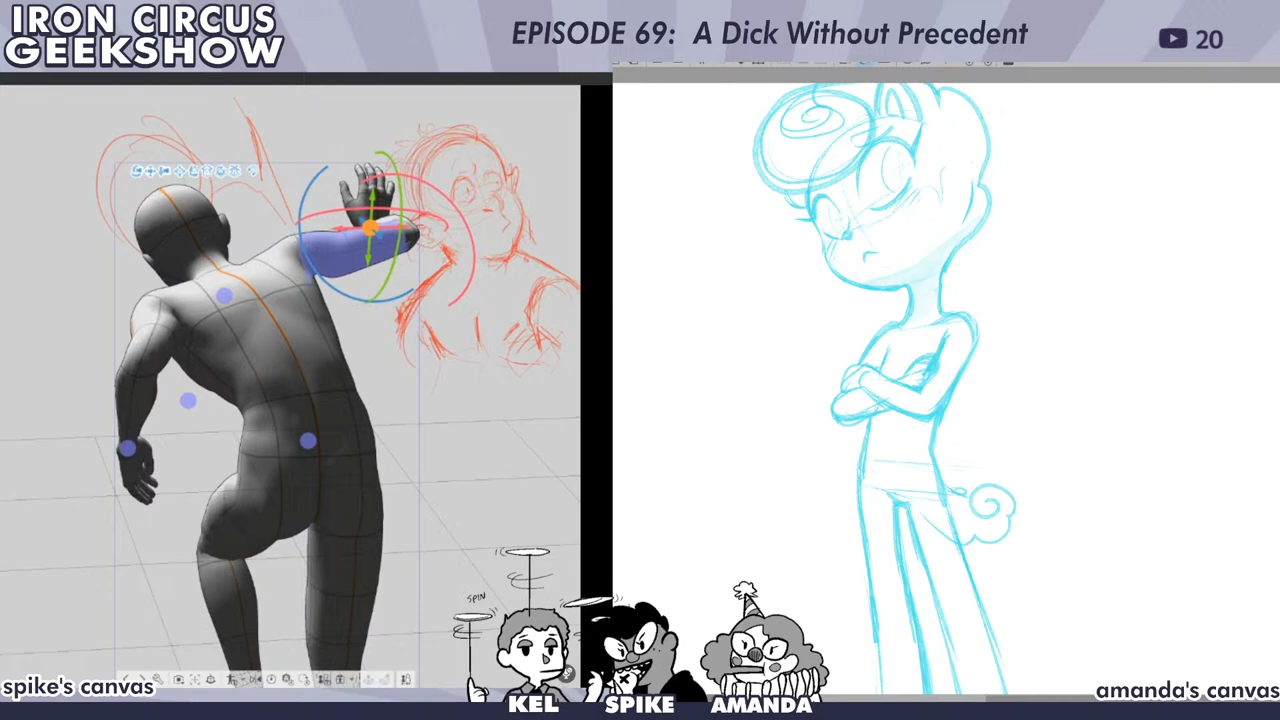 IRON CIRCUS
GEEKSHOW
EPISODE 69: A Dick Without Precedent
20
SPIN
spike's canvas
KEL
SPIKE
AMANDA
amanda's canvas